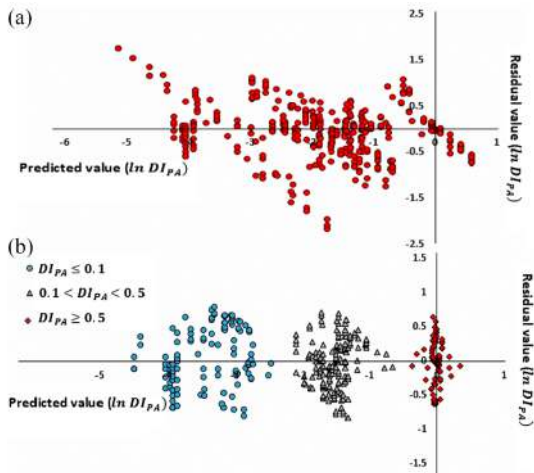 (a)
2.5
1.5
0.5
-6 -5 -4 -3 -2 -1 0 1
-0.5
-1.5
-2.5
Predicted value (ln DI_PA)
Residual value (ln DI_PA)
(b)
DI_PA ≤ 0.1
0.1 < DI_PA < 0.5
DI_PA ≥ 0.5
1.5
1
0.5
0
-5 -1 1
-0.5
-1
-1.5
Predicted value (ln DI_PA)
Residual value (ln DI_PA)